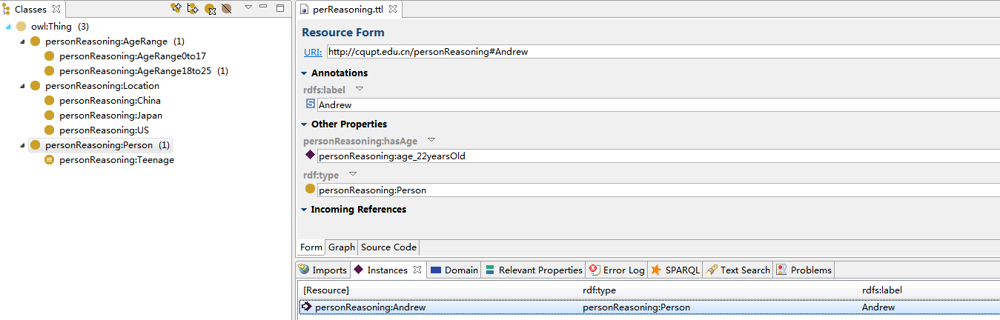 Classes
owl:Thing (3)
personReasoning:AgeRange (1)
personReasoning:AgeRange0to17
personReasoning:AgeRange18to25 (1)
personReasoning:Location
personReasoning:China
personReasoning:Japan
personReasoning:US
personReasoning:Person (1)
personReasoning:Teenage
perReasoning.ttl
Resource Form
URI: http://cqupt.edu.cn/personReasoning#Andrew
Annotations
rdfs:label
S Andrew
Other Properties
personReasoning:hasAge
personReasoning:age_22yearsOld
rdf:type
personReasoning:Person
Incoming References
Form Graph Source Code
Imports Instances Domain Relevant Properties Error Log SPARQL Text Search Problems
[Resource] rdf:type rdfs:label
personReasoning:Andrew personReasoning:Person Andrew